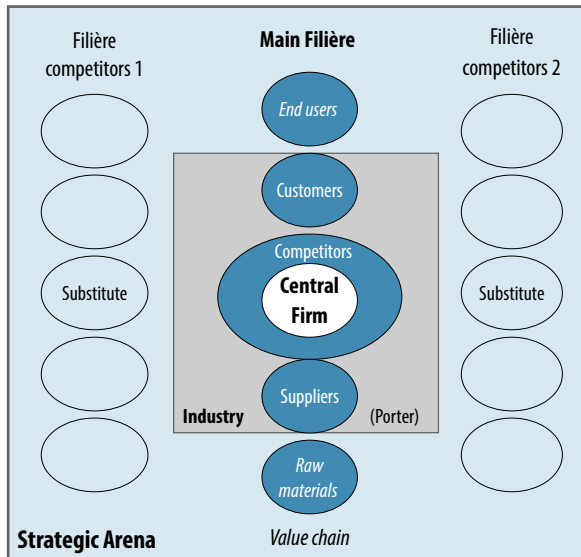 Filière
competitors 1
Main Filière
Filière
competitors 2
End users
Customers
Competitors
Substitute
Central
Firm
Substitute
Suppliers
Industry
(Porter)
Raw
materials
Strategic Arena
Value chain